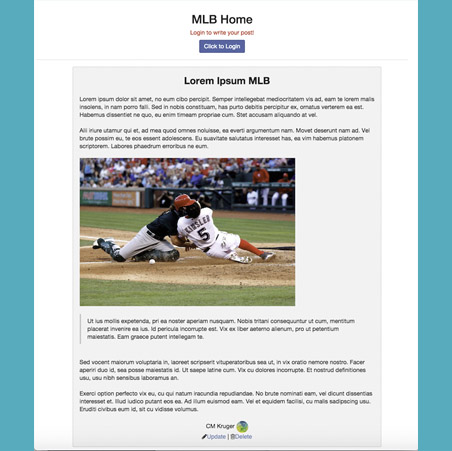 MLB Home
Login to write your post!
Click to Login
Lorem Ipsum MLB
Lorem ipsum dolor sit amet, no eum cibo percipit. Semper intellegebat mediocritatem vis ad, eam te lorem malis
insolens, in nam porro falli. Sed in nobis constituam, has puto detracto percipitur ex, ornatus verterem ea est.
Habemus dissentiet ne quo, eu enim timeam propriae cum. Stet accusam aliquando at vel.
Alii iriure utamur qui et, ad mea quod omnes noluisse, ea everti argumentum nam. Movet deserunt nam ad. Vel
brute possim eu, te eos essent adolescens. Eu suavitate salutatus interesset has, ea vim habemus platonem
scriptorem. Labores phaedrum erroribus ne eum.
KINSLER
5
Ut ius mollis expetenda, pri ea noster aperiam nusquam. Nobis tritani consequuntur ut cum, mentitum
placerat invenire ea ius. Id pericula incorrupte est. Vix ex liber aeterno alienum, pro ut petentium
maiestatis. Eam graece putent intellegam te.
Sed vocent maiorum voluptaria in, laoreet scripserit vituperatoribus sea ut, in vix oratio nemore nostro. Facer
aperiri duo id, sea posse maiestatis id. Ut saepe latine cum. Vix cu dolores incorrupte. Et nostrud definitiones
usu, usu nibh sensibus laboramus an.
Exerci option perfecto vix eu, cu qui natum iracundia repudiandae. No brute nominati eam, vel dicunt dissentias
interesset et. Illud iudico putant eos ea. Ad illum euismod eam. Vel et equidem facilisi, cu malis sadipscing usu.
Eruditi civibus eum id, sit cu vidisse volumus.
CM Kruger
Update | Delete